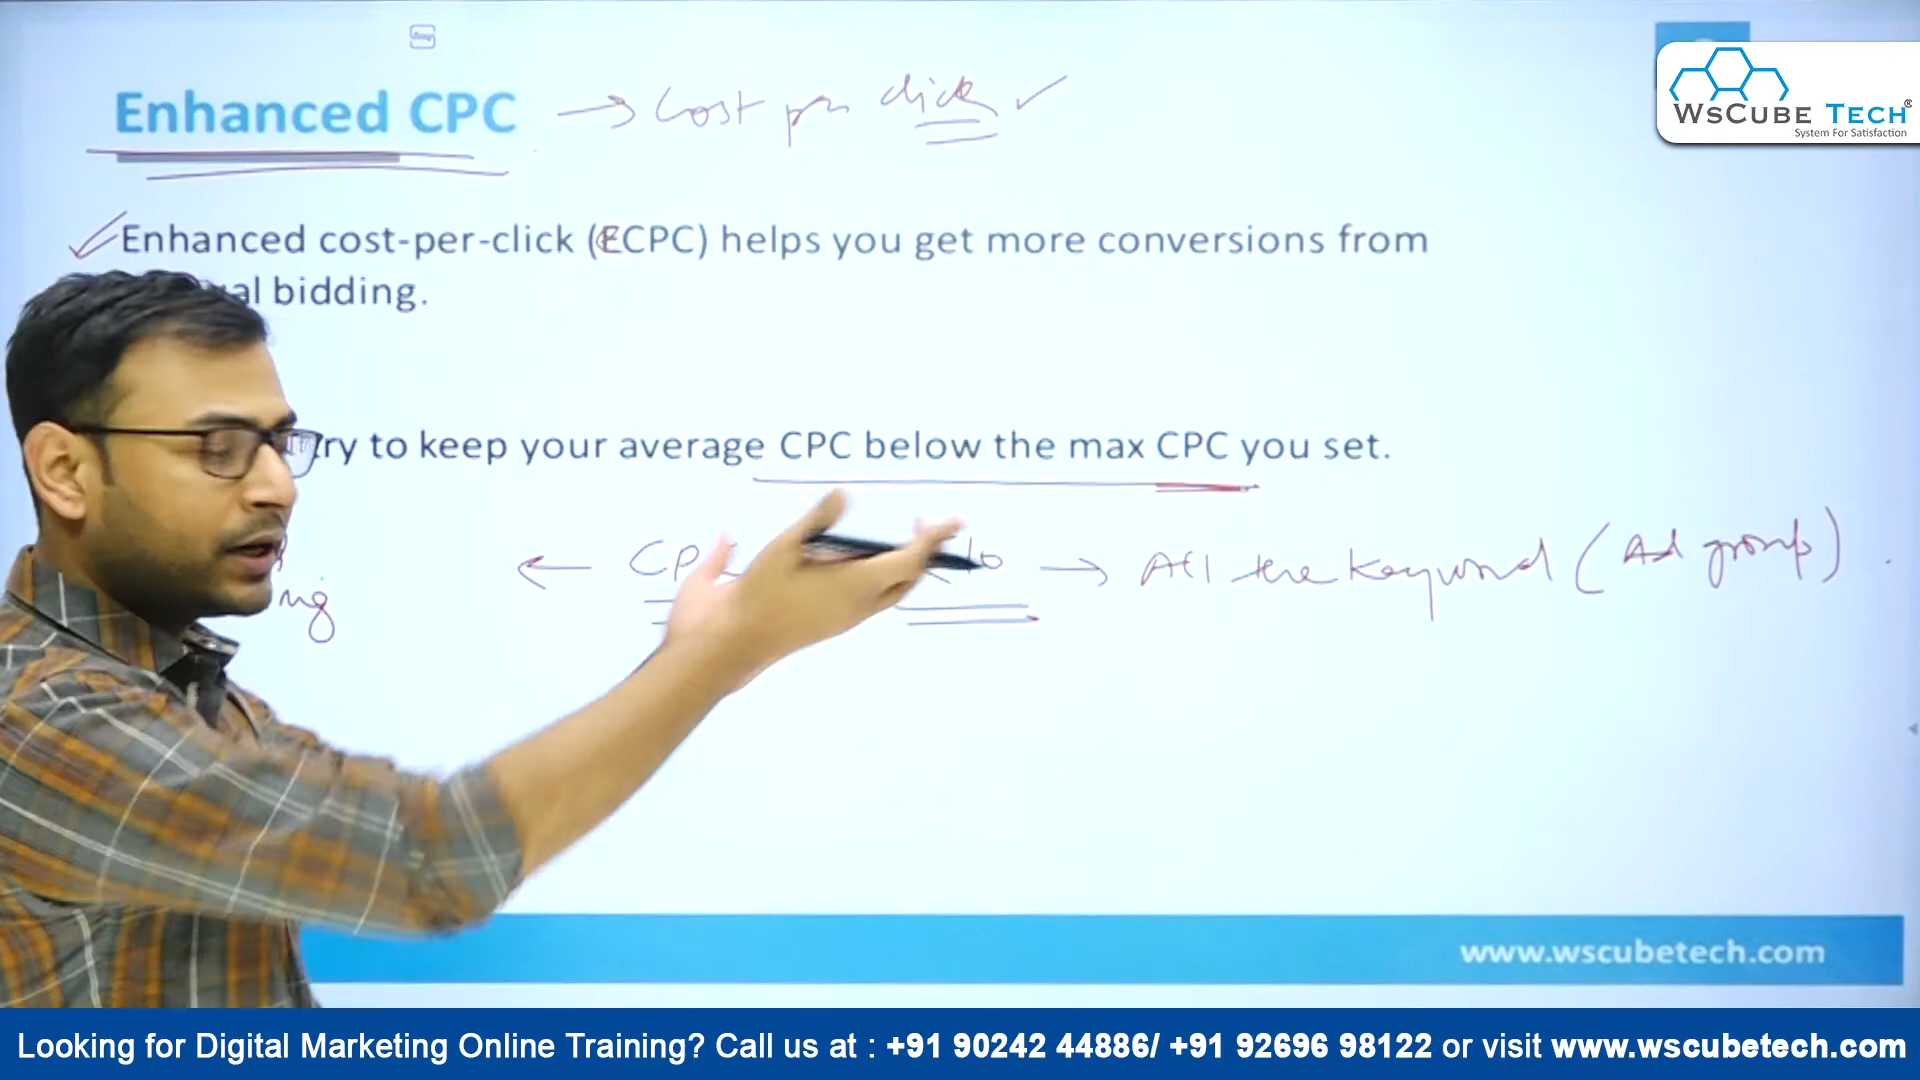 Enhanced CPC → Cost per click ✓
WsCube Tech®
System For Satisfaction
Enhanced cost-per-click (ECPC) helps you get more conversions from
al bidding.
try to keep your average CPC below the max CPC you set.
← → All the keyword (Ad group)
ing
www.wscubetech.com
Looking for Digital Marketing Online Training? Call us at : +91 90242 44886/ +91 92696 98122 or visit www.wscubetech.com